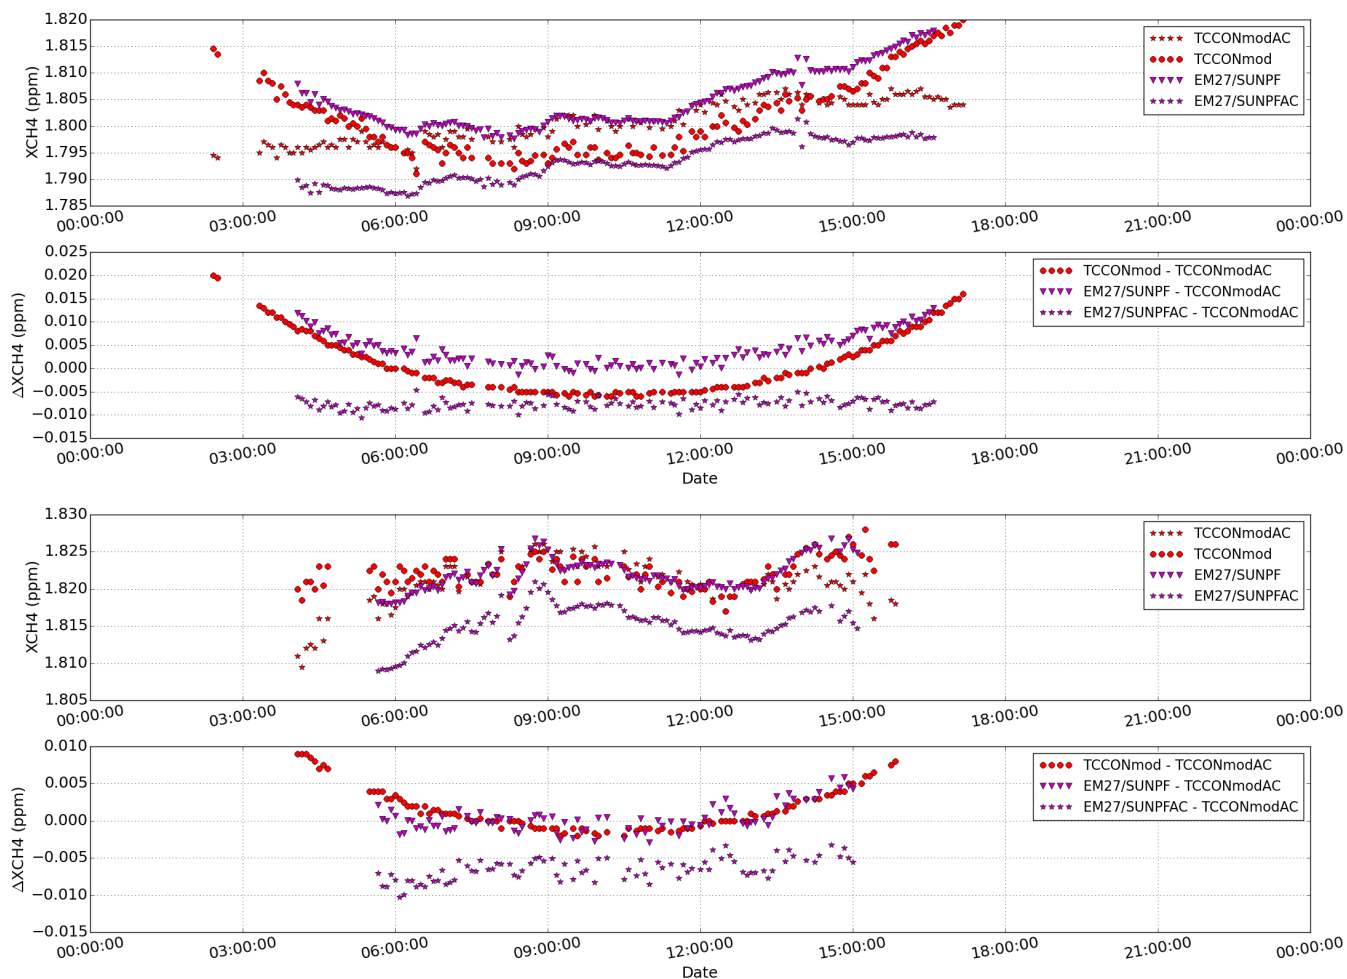 1.820
1.815
1.810
1.805
1.800
1.795
1.790
1.785
XCH4 (ppm)
TCCONmodAC
TCCONmod
EM27/SUNPF
EM27/SUNPFAC
00:00:00 03:00:00 06:00:00 09:00:00 12:00:00 15:00:00 18:00:00 21:00:00 00:00:00
0.025
0.020
0.015
0.010
0.005
0.000
−0.005
−0.010
−0.015
ΔXCH4 (ppm)
TCCONmod - TCCONmodAC
EM27/SUNPF - TCCONmodAC
EM27/SUNPFAC - TCCONmodAC
00:00:00 03:00:00 06:00:00 09:00:00 12:00:00 15:00:00 18:00:00 21:00:00 00:00:00
Date
1.830
1.825
1.820
1.815
1.810
1.805
XCH4 (ppm)
TCCONmodAC
TCCONmod
EM27/SUNPF
EM27/SUNPFAC
00:00:00 03:00:00 06:00:00 09:00:00 12:00:00 15:00:00 18:00:00 21:00:00 00:00:00
0.010
0.005
0.000
−0.005
−0.010
−0.015
ΔXCH4 (ppm)
TCCONmod - TCCONmodAC
EM27/SUNPF - TCCONmodAC
EM27/SUNPFAC - TCCONmodAC
00:00:00 03:00:00 06:00:00 09:00:00 12:00:00 15:00:00 18:00:00 21:00:00 00:00:00
Date